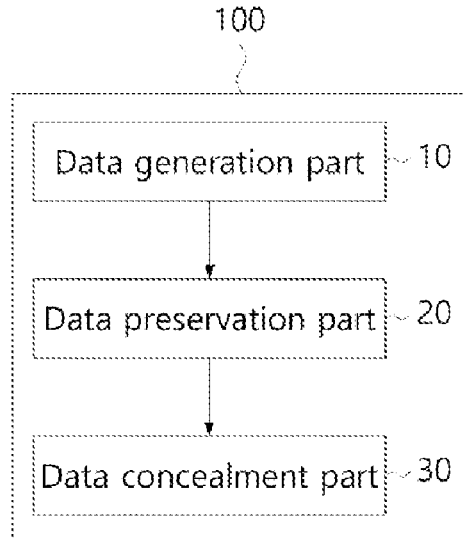 100
Data generation part 10
Data preservation part 20
Data concealment part 30